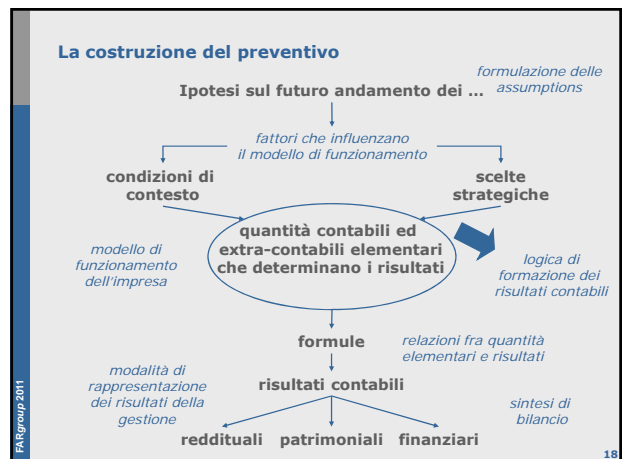 La costruzione del preventivo
formulazione delle
assumptions
Ipotesi sul futuro andamento dei ...
fattori che influenzano
il modello di funzionamento
condizioni di
contesto
scelte
strategiche
quantità contabili ed
extra-contabili elementari
che determinano i risultati
modello di
funzionamento
dell'impresa
logica di
formazione dei
risultati contabili
formule
relazioni fra quantità
elementari e risultati
modalità di
rappresentazione
dei risultati della
gestione
risultati contabili
sintesi di
bilancio
reddituali patrimoniali finanziari
FARgroup 2011
18